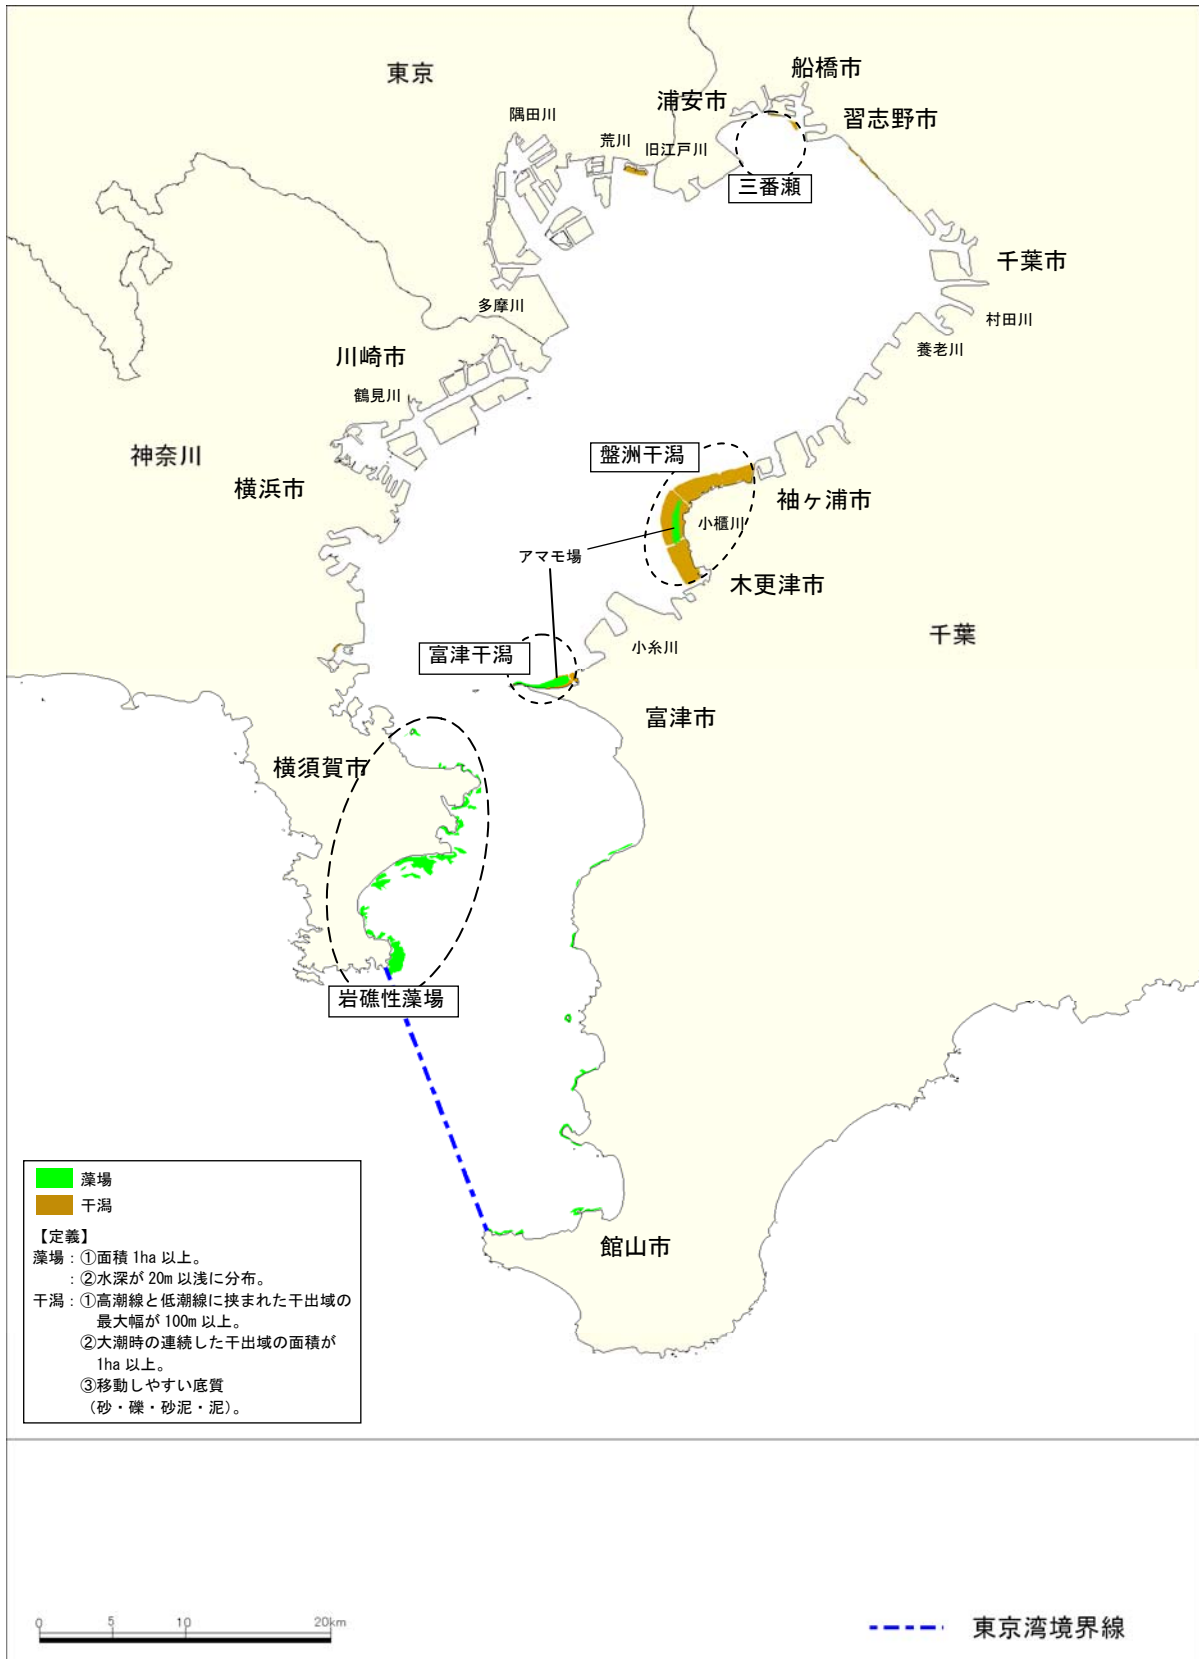 東京
船橋市
浦安市
習志野市
隅田川
荒川
旧江戸川
三番瀬
千葉市
多摩川
村田川
養老川
川崎市
鶴見川
神奈川
横浜市
盤洲干潟
袖ヶ浦市
小櫃川
アマモ場
木更津市
千葉
小糸川
富津干潟
富津市
横須賀市
岩礁性藻場
館山市
藻場
干潟
【定義】
藻場：①面積 1ha 以上。
：②水深が 20m 以浅に分布。
干潟：①高潮線と低潮線に挟まれた干出域の
最大幅が 100m 以上。
②大潮時の連続した干出域の面積が
1ha 以上。
③移動しやすい底質
（砂・礫・砂泥・泥）。
0 5 10 20km
東京湾境界線